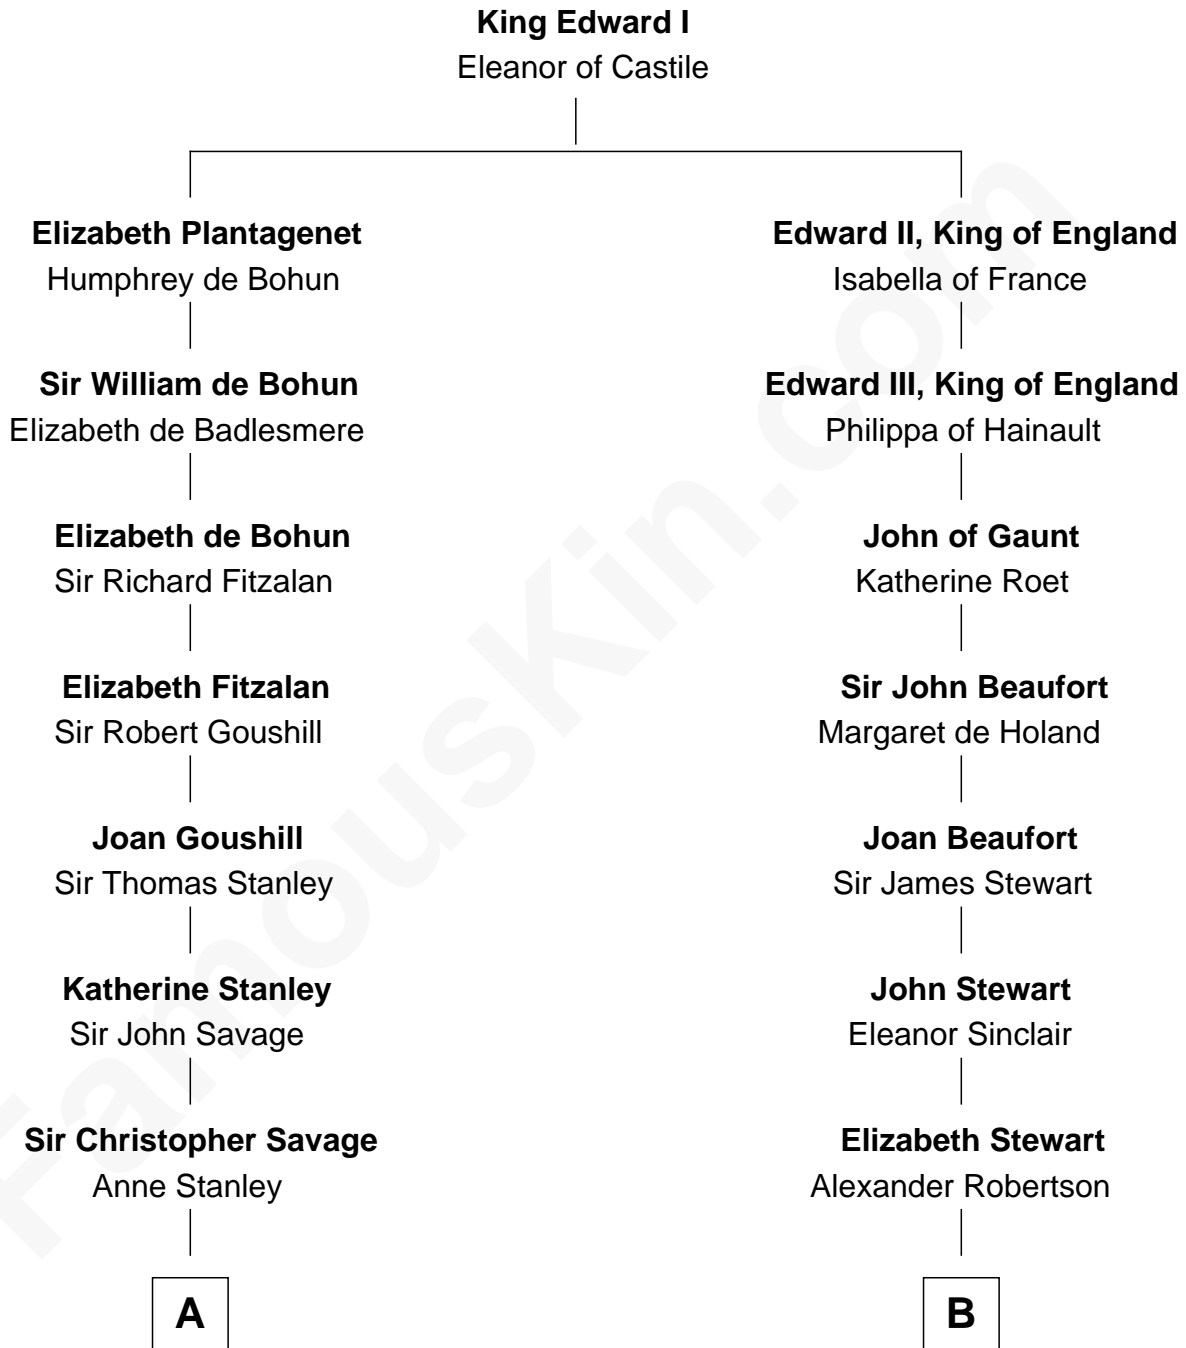 King Edward I
Eleanor of Castile
Elizabeth Plantagenet
Humphrey de Bohun
Edward II, King of England
Isabella of France
Sir William de Bohun
Elizabeth de Badlesmere
Edward III, King of England
Philippa of Hainault
Elizabeth de Bohun
Sir Richard Fitzalan
John of Gaunt
Katherine Roet
Elizabeth Fitzalan
Sir Robert Goushill
Sir John Beaufort
Margaret de Holand
Joan Goushill
Sir Thomas Stanley
Joan Beaufort
Sir James Stewart
Katherine Stanley
Sir John Savage
John Stewart
Eleanor Sinclair
Sir Christopher Savage
Anne Stanley
Elizabeth Stewart
Alexander Robertson
A
B
FamousKin.com